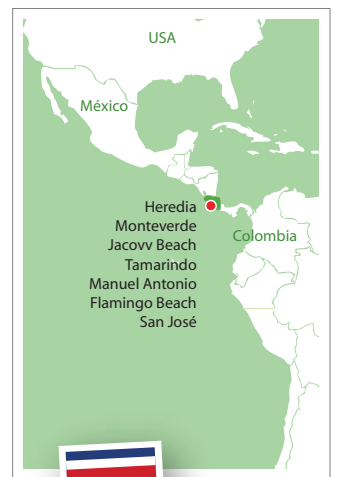 USA
México
Heredia
Monteverde
Jacovv Beach
Colombia
Tamarindo
Manuel Antonio
Flamingo Beach
San José